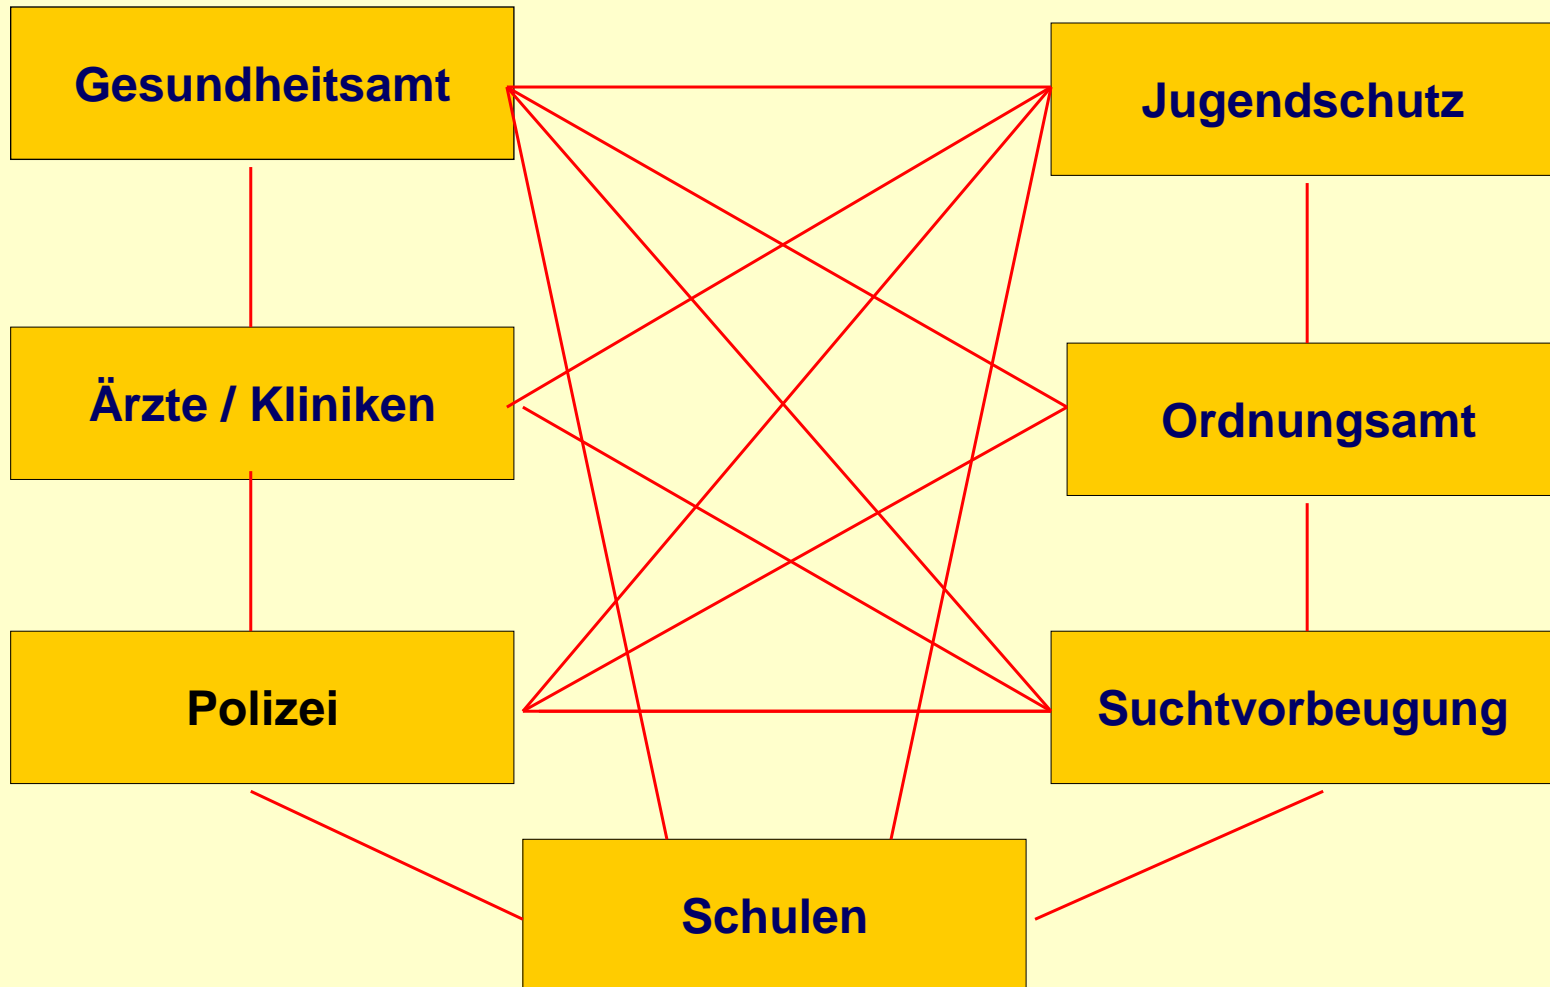 Gesundheitsamt
Jugendschutz
Ärzte / Kliniken
Ordnungsamt
Polizei
Suchtvorbeugung
Schulen